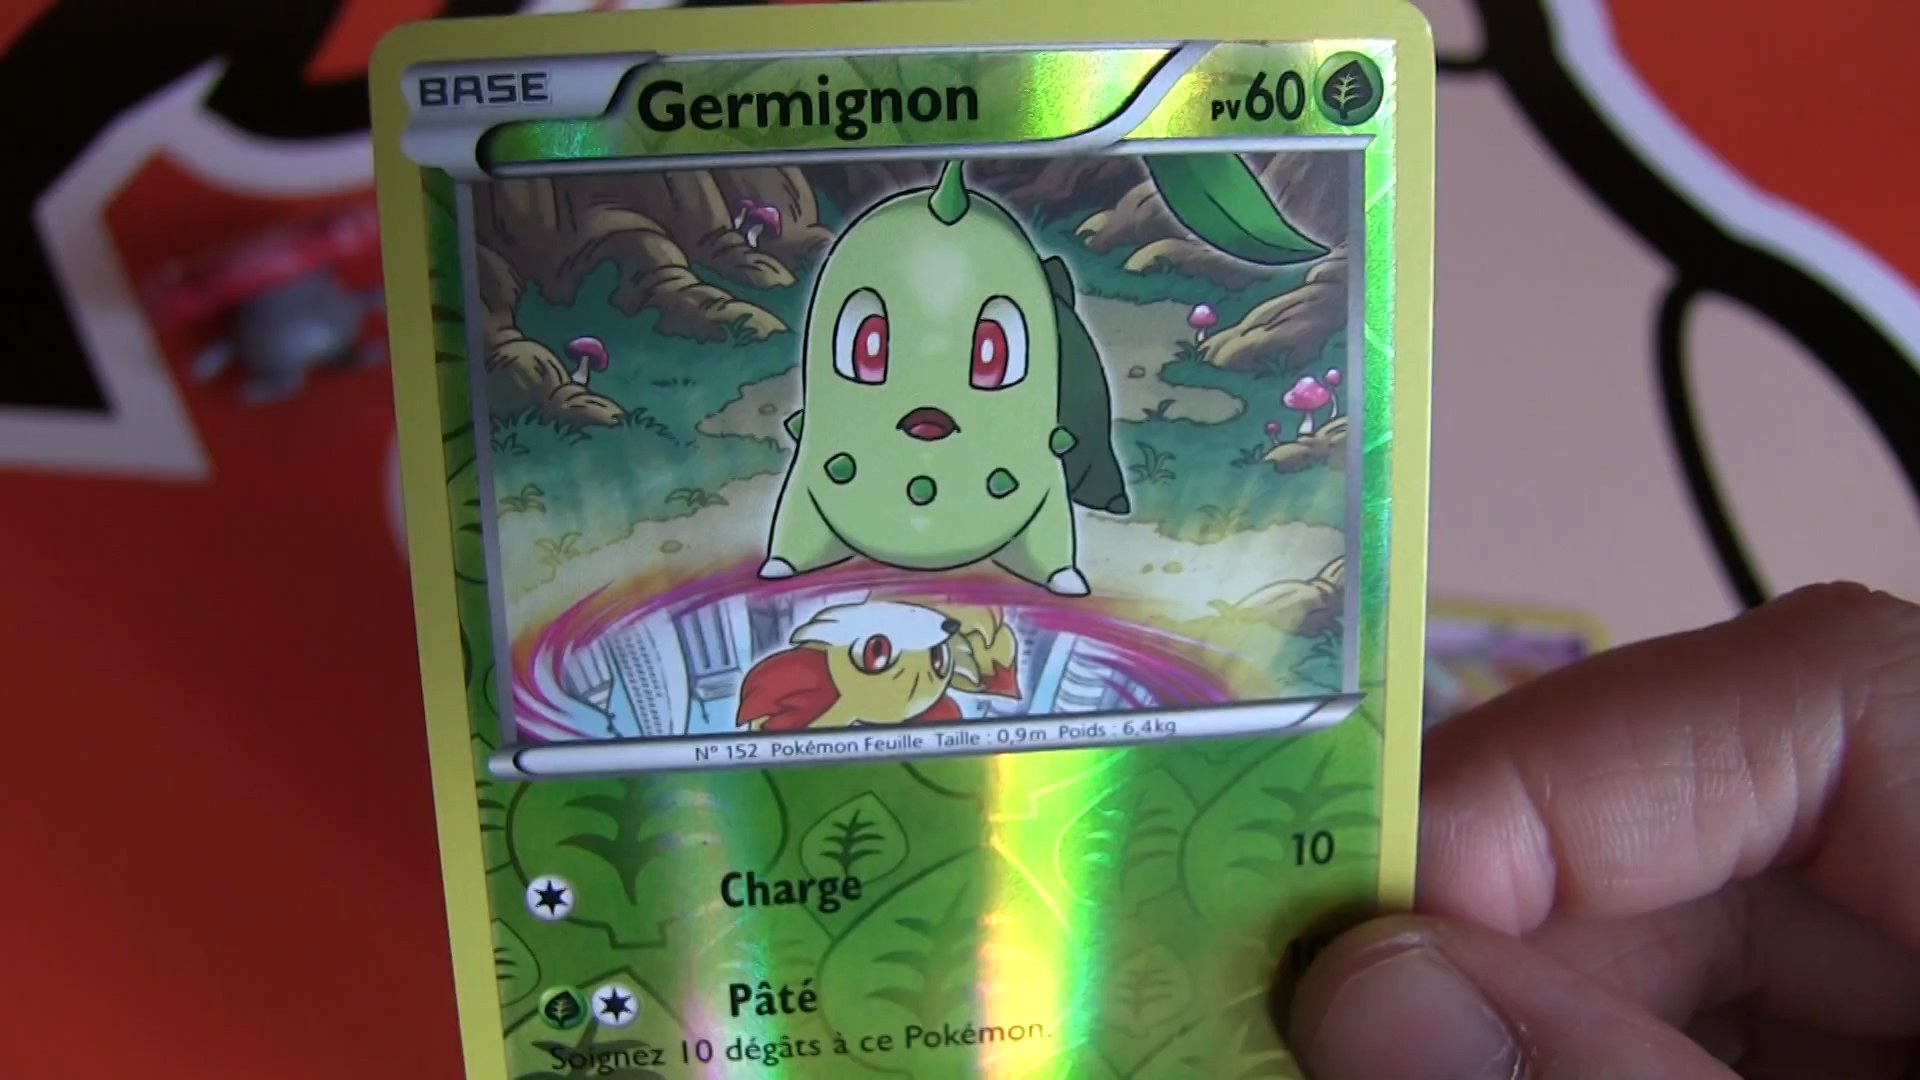 BASE
Germignon
PV60
N° 152 Pokémon Feuille Taille : 0,9m Poids : 6,4kg
Charge 10
Pâté
Soignez 10 dégâts à ce Pokémon.